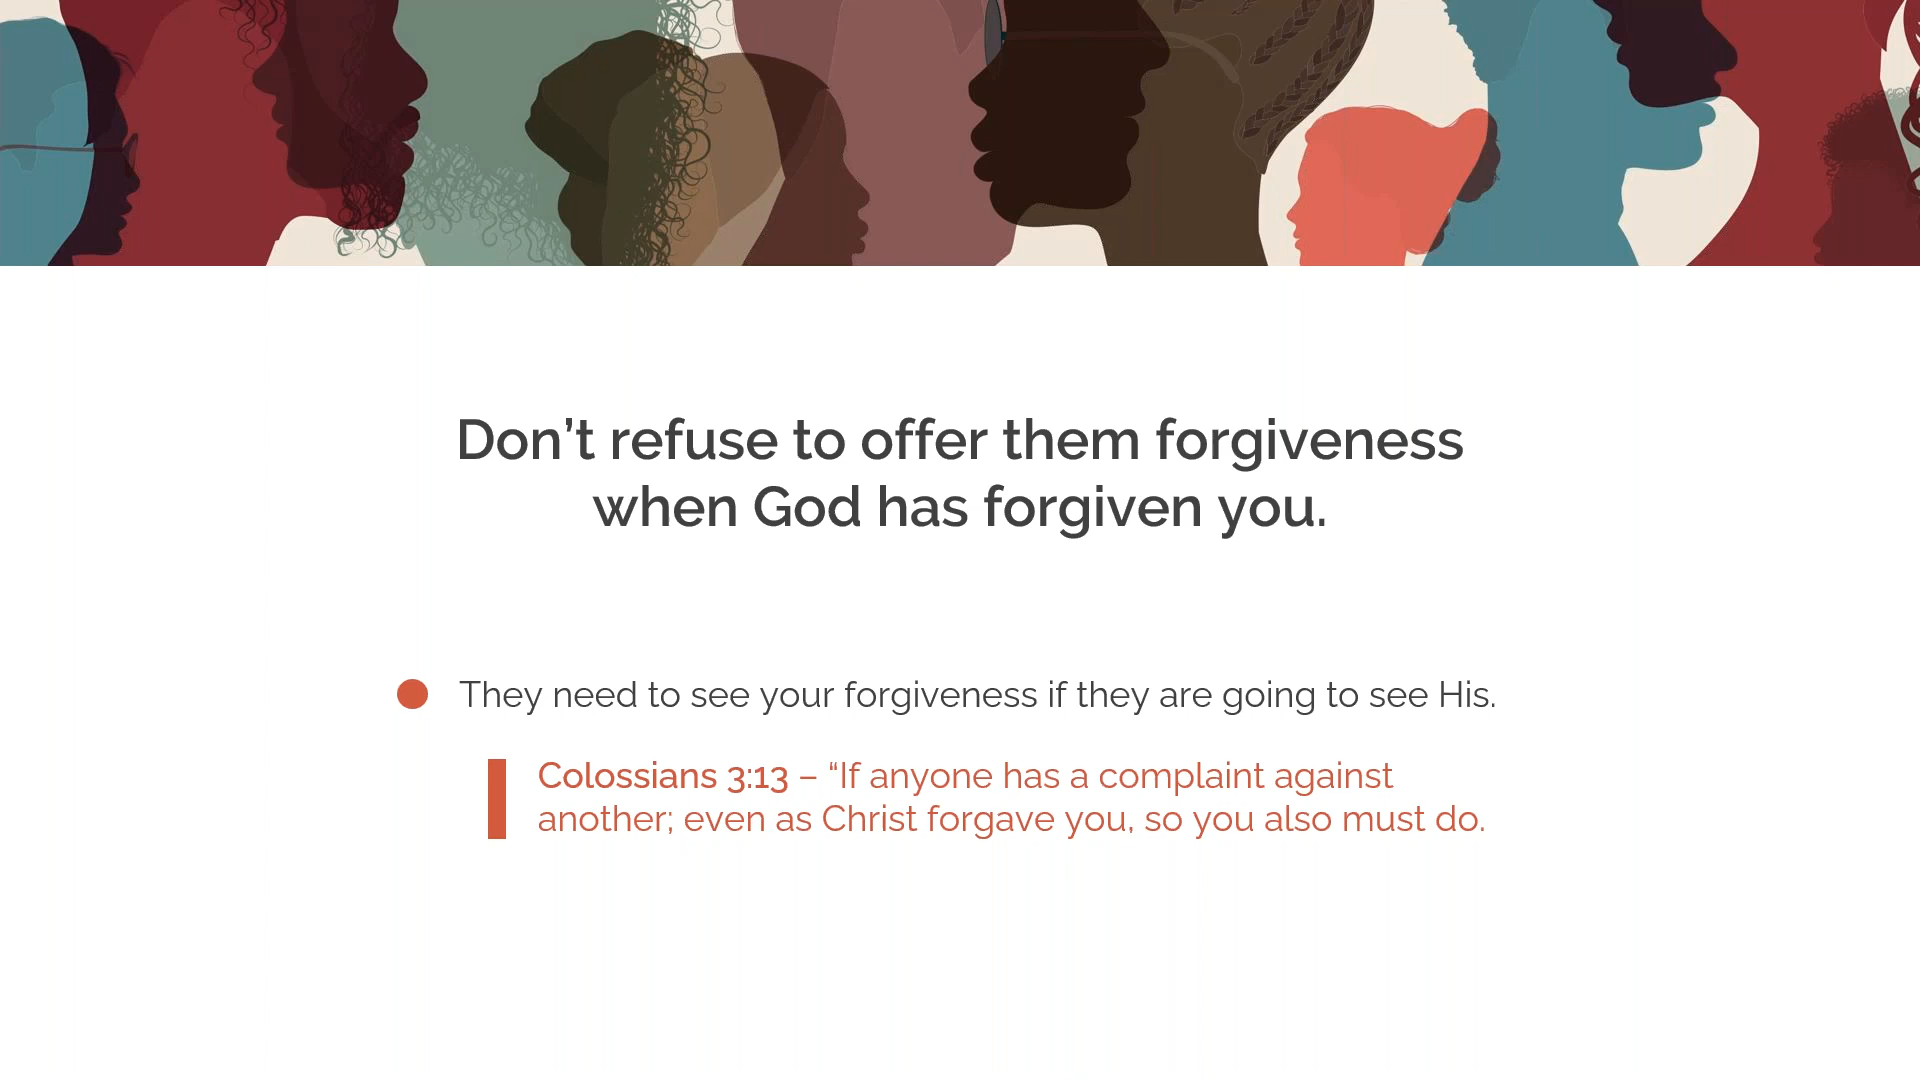 Don’t refuse to offer them forgiveness
when God has forgiven you.
They need to see your forgiveness if they are going to see His.
Colossians 3:13 – “If anyone has a complaint against
another; even as Christ forgave you, so you also must do.